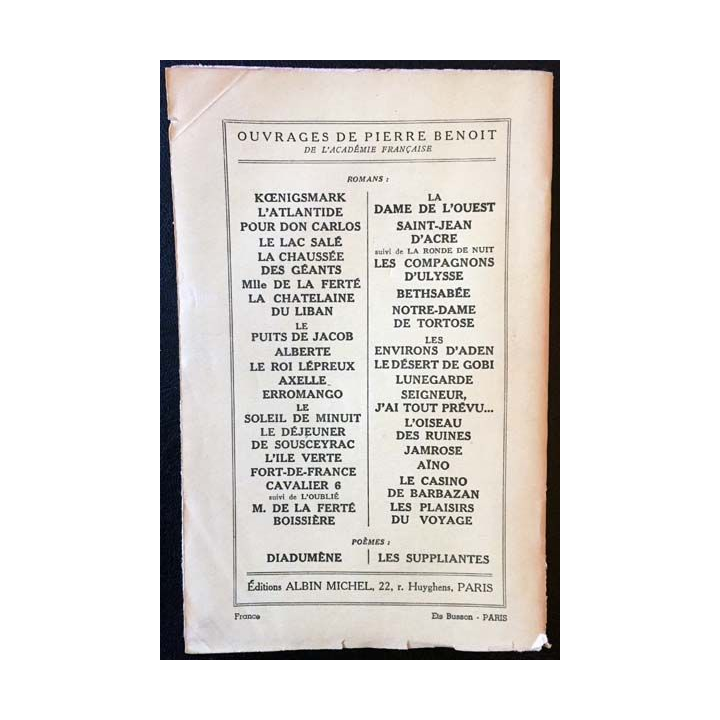 OUVRAGES DE PIERRE BENOIT
DE L'ACADÉMIE FRANÇAISE
ROMANS :
KŒNIGSMARK
L'ATLANTIDE
POUR DON CARLOS
LE LAC SALÉ
LA CHAUSSÉE
DES GÉANTS
Mlle DE LA FERTÉ
LA CHATELAINE
DU LIBAN
LE
PUITS DE JACOB
ALBERTE
LE ROI LÉPREUX
AXELLE
ERROMANGO
LE
SOLEIL DE MINUIT
LE DÉJEUNER
DE SOUSCEYRAC
L'ILE VERTE
FORT-DE-FRANCE
CAVALIER 6
suivi de L'OUBLIÉ
M. DE LA FERTÉ
BOISSIÈRE
LA
DAME DE L'OUEST
SAINT-JEAN
D'ACRE
suivi de LA RONDE DE NUIT
LES COMPAGNONS
D'ULYSSE
BETHSABÉE
NOTRE-DAME
DE TORTOSE
LES
ENVIRONS D'ADEN
LE DÉSERT DE GOBI
LUNEGARDE
SEIGNEUR,
J'AI TOUT PRÉVU...
L'OISEAU
DES RUINES
JAMROSE
AÏNO
LE CASINO
DE BARBAZAN
LES PLAISIRS
DU VOYAGE
POÈMES :
DIADUMÈNE
LES SUPPLIANTES
Éditions ALBIN MICHEL, 22, r. Huyghens, PARIS
France
Ets Busson - PARIS